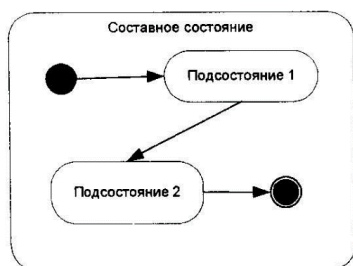 Составное состояние
Подсостояние 1
Подсостояние 2